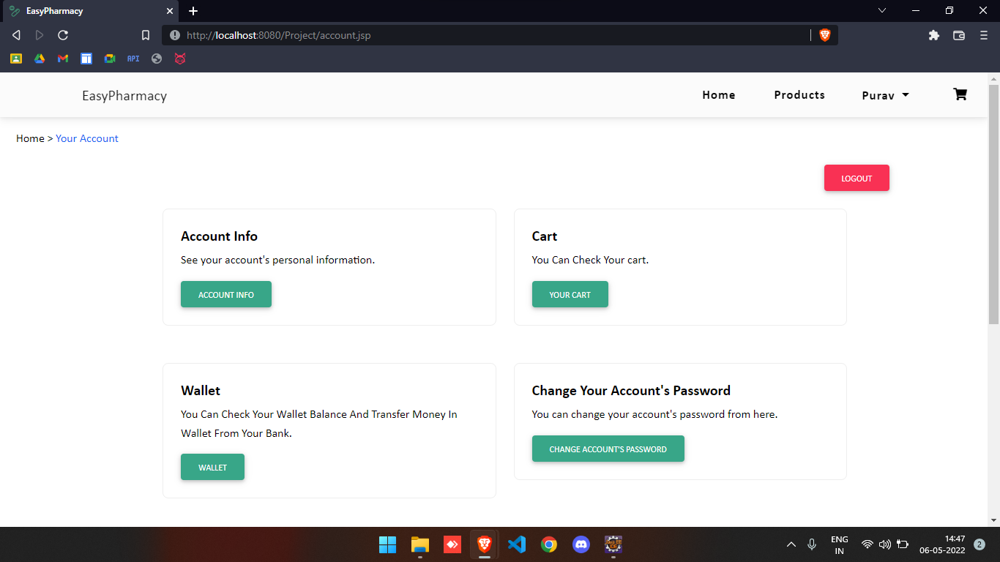 EasyPharmacy
http://localhost:8080/Project/account.jsp
API
EasyPharmacy
Home
Products
Purav
Home > Your Account
LOGOUT
Account Info
See your account's personal information.
ACCOUNT INFO
Cart
You Can Check Your cart.
YOUR CART
Wallet
You Can Check Your Wallet Balance And Transfer Money In
Wallet From Your Bank.
WALLET
Change Your Account's Password
You can change your account's password from here.
CHANGE ACCOUNT'S PASSWORD
Java EE
IDE
ENG
IN
14:47
06-05-2022
2